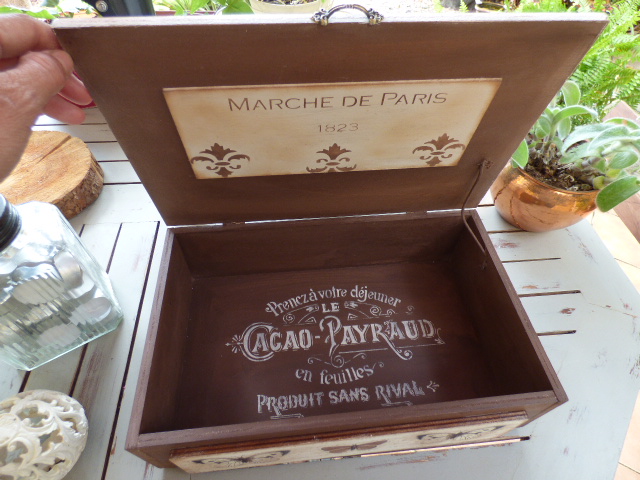 MARCHE DE PARIS
1823
Prenez à votre déjeuner
LE
CACAO-PAYRAUD
en feuilles
PRODUIT SANS RIVAL